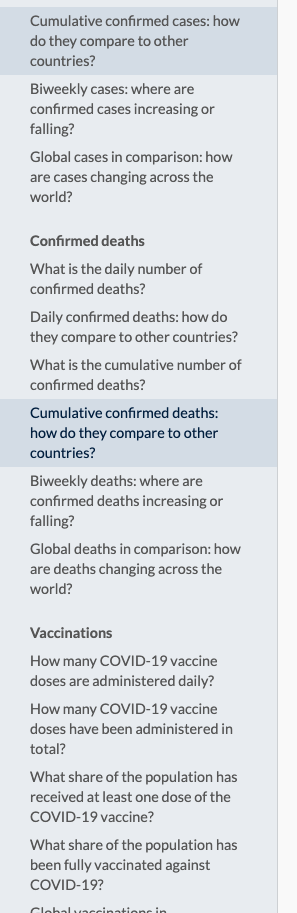 Cumulative confirmed cases: how
do they compare to other
countries?
Biweekly cases: where are
confirmed cases increasing or
falling?
Global cases in comparison: how
are cases changing across the
world?
Confirmed deaths
What is the daily number of
confirmed deaths?
Daily confirmed deaths: how do
they compare to other countries?
What is the cumulative number of
confirmed deaths?
Cumulative confirmed deaths:
how do they compare to other
countries?
Biweekly deaths: where are
confirmed deaths increasing or
falling?
Global deaths in comparison: how
are deaths changing across the
world?
Vaccinations
How many COVID-19 vaccine
doses are administered daily?
How many COVID-19 vaccine
doses have been administered in
total?
What share of the population has
received at least one dose of the
COVID-19 vaccine?
What share of the population has
been fully vaccinated against
COVID-19?
Global vaccinations in